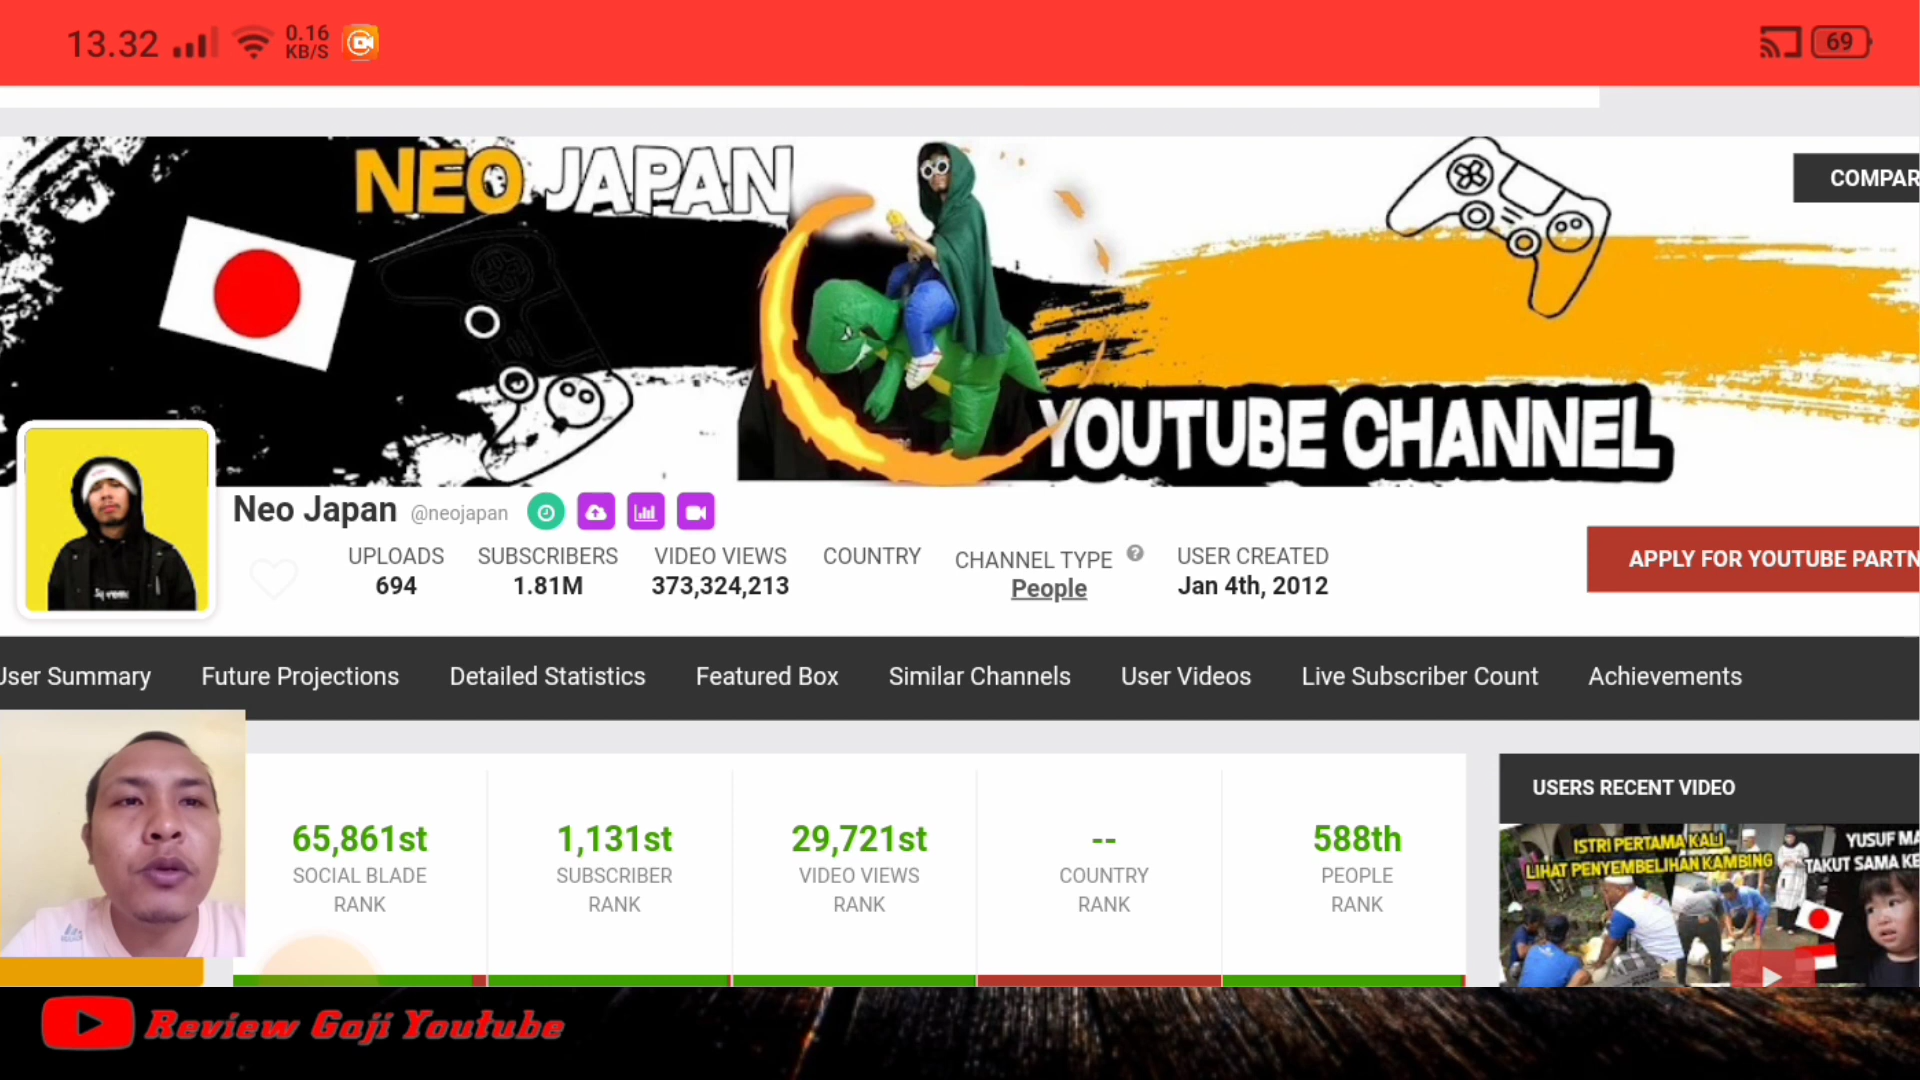 13.32
0.16
KB/S
69
NEO JAPAN
COMPAR
YOUTUBE CHANNEL
Neo Japan @neojapan
UPLOADS SUBSCRIBERS VIDEO VIEWS COUNTRY CHANNEL TYPE USER CREATED
694 1.81M 373,324,213 People Jan 4th, 2012
APPLY FOR YOUTUBE PARTN
User Summary Future Projections Detailed Statistics Featured Box Similar Channels User Videos Live Subscriber Count Achievements
65,861st 1,131st 29,721st -- 588th
SOCIAL BLADE SUBSCRIBER VIDEO VIEWS COUNTRY PEOPLE
RANK RANK RANK RANK RANK
USERS RECENT VIDEO
ISTRI PERTAMA KALI
LIHAT PENYEMBELIHAN KAMBING
YUSUF MA
TAKUT SAMA KE
Review Gaji Youtube